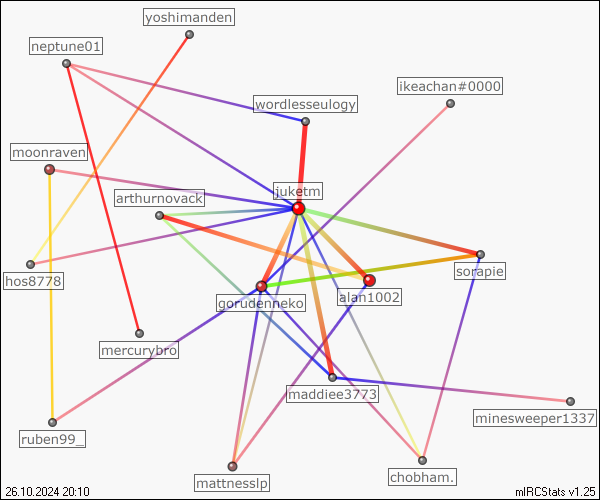 yoshimanden
neptune01
ikeachan#0000
wordlesseulogy
moonraven
juketm
arthurnovack
sorapie
hos8778
alan1002
gorudenneko
mercurybro
maddiee3773
minesweeper1337
ruben99_
chobham.
mattnesslp
26.10.2024 20:10
mIRCStats v1.25